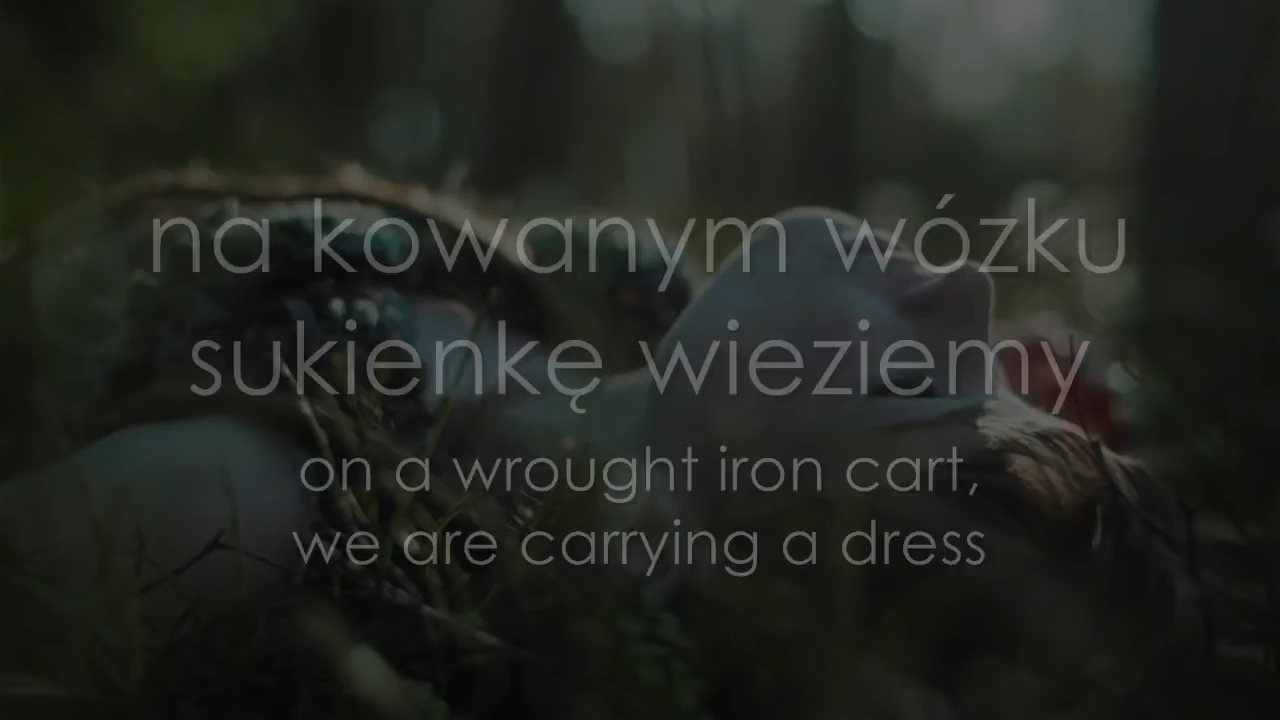 na kowanym wózku
sukienkę wieziemy
on a wrought iron cart,
we are carrying a dress